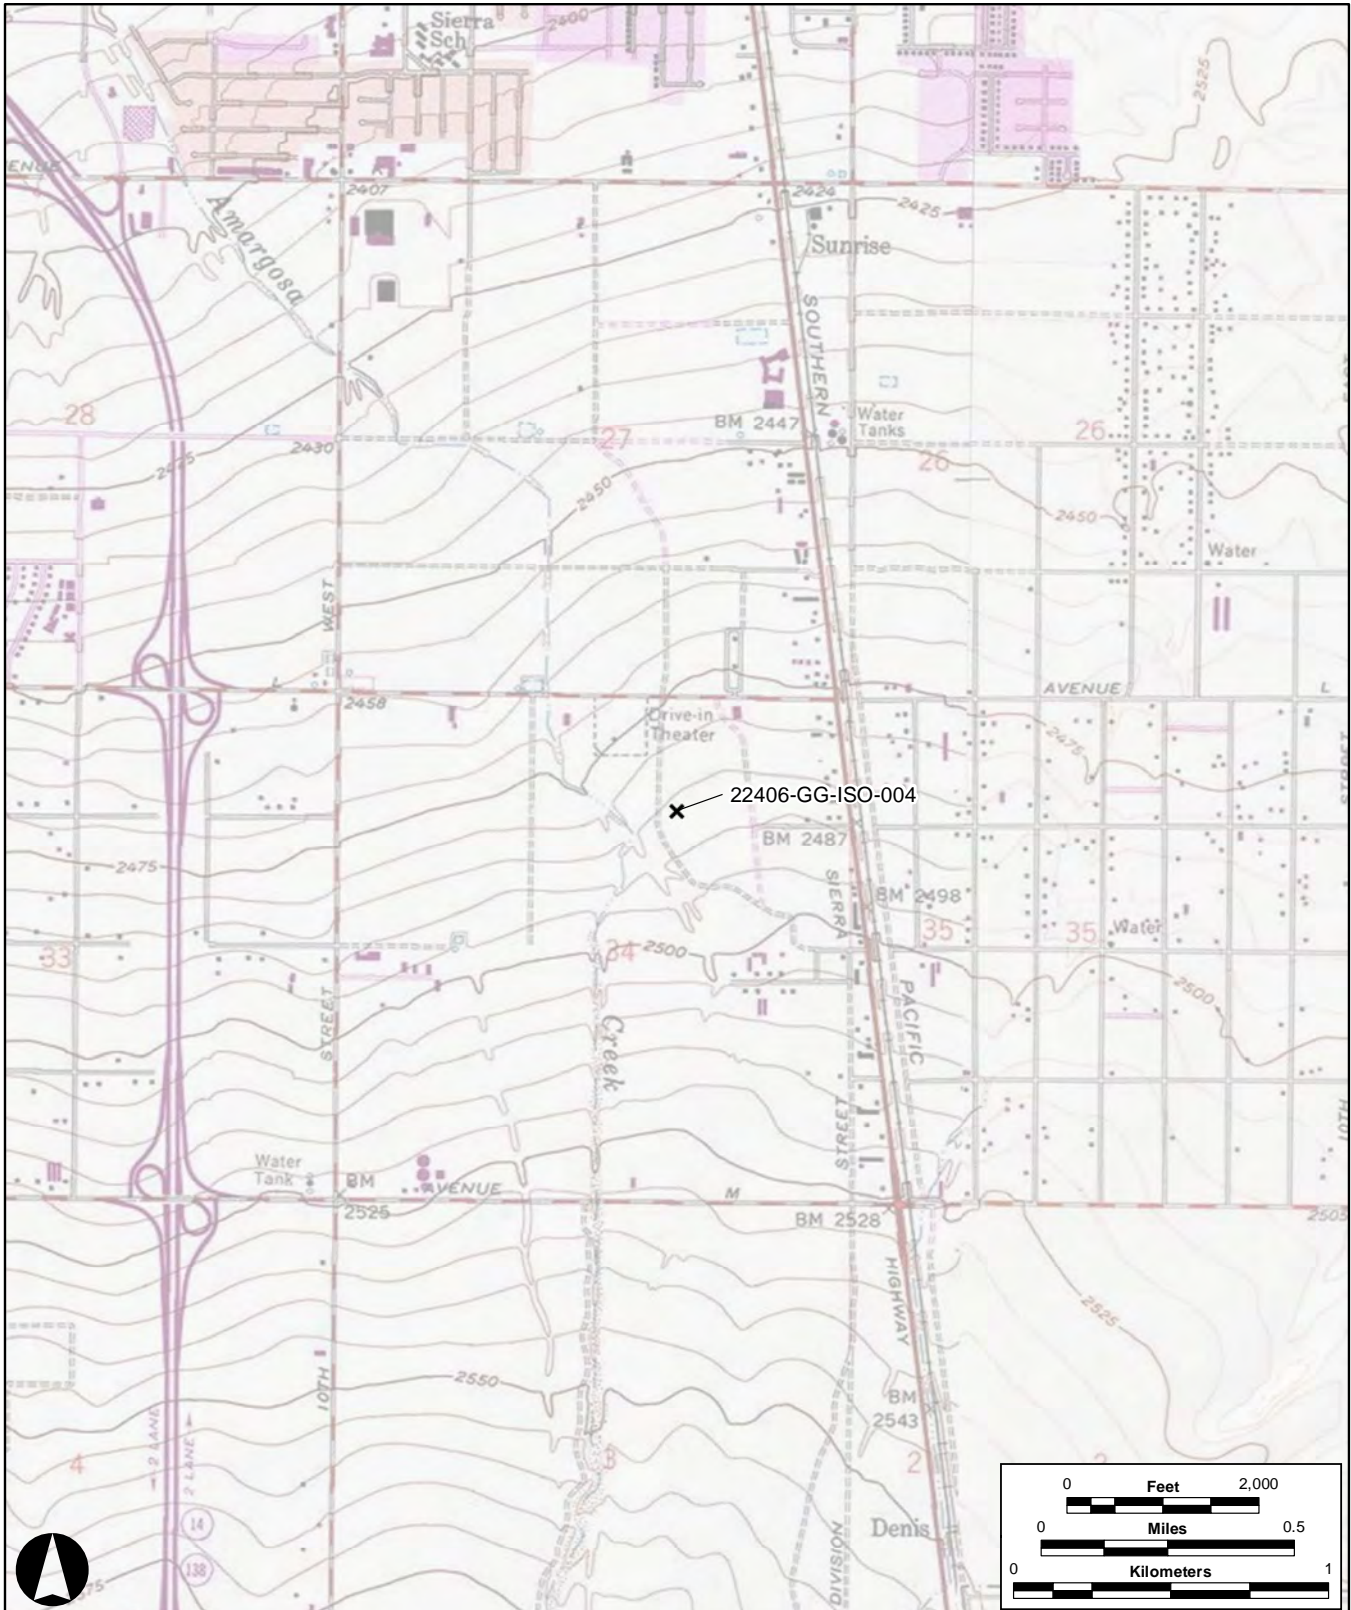 Sierra
Sch
2400
2525
ENUE
2407
2424
2425
Amargosa
Sunrise
SOUTHERN
28
BM 2447
Water
Tanks
2430
27
26
26
2425
2450
2450
Water
WEST
L
2458
AVENUE
L
Drive-in
Theater
2475
22406-GG-ISO-004
BM 2487
2475
SIERRA
BM 2498
33
34
2500
35
35
Water
2500
STREET
Creek
PACIFIC
STREET
Water
Tank
BM
2525
AVENUE
M
BM 2528
2505
HIGHWAY
2525
10TH
2550
BM
2543
2 LANE
2 LANE
4
3
2
14
138
DIVISION
Denis
0
Feet
2,000
0
Miles
0.5
0
Kilometers
1